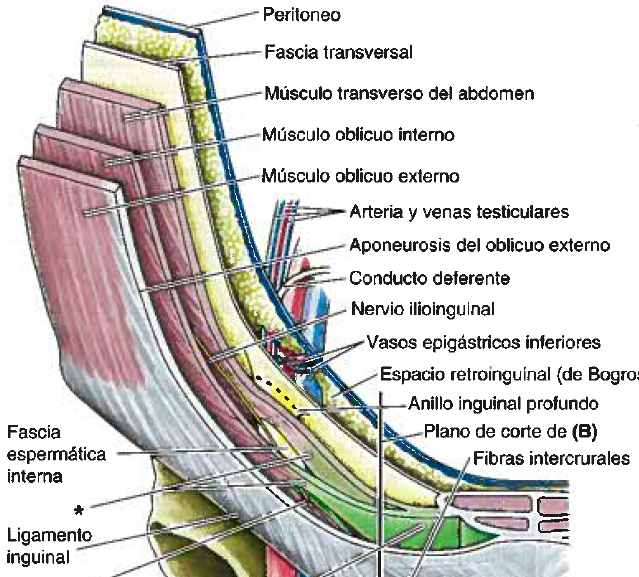 Peritoneo
Fascia transversal
Músculo transverso del abdomen
Músculo oblicuo interno
Músculo oblicuo externo
Arteria y venas testiculares
Aponeurosis del oblicuo externo
Conducto deferente
Nervio ilioinguinal
Vasos epigástricos inferiores
Espacio retroinguinal (de Bogros
Anillo inguinal profundo
Plano de corte de (B)
Fibras intercrurales
Fascia
espermática
interna
*
Ligamento
inguinal